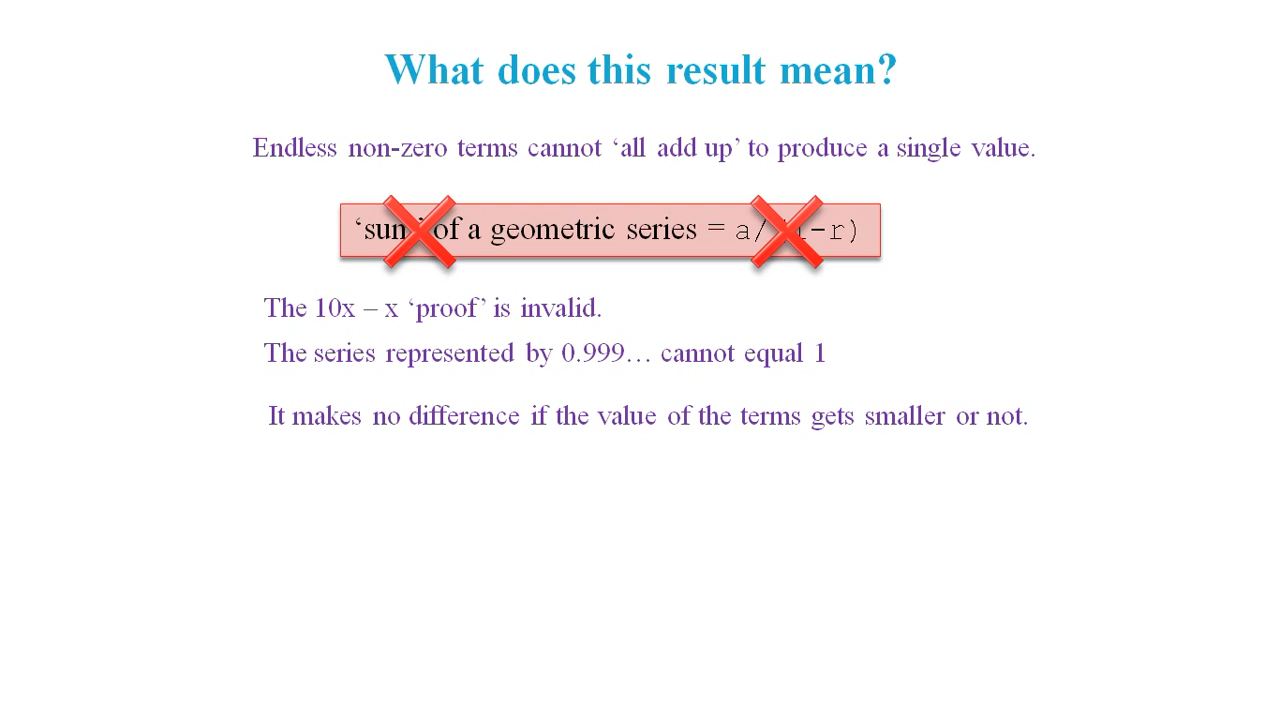 What does this result mean?
Endless non-zero terms cannot ‘all add up’ to produce a single value.
‘sum’ of a geometric series = a/(1-r)
The 10x – x ‘proof’ is invalid.
The series represented by 0.999… cannot equal 1
It makes no difference if the value of the terms gets smaller or not.